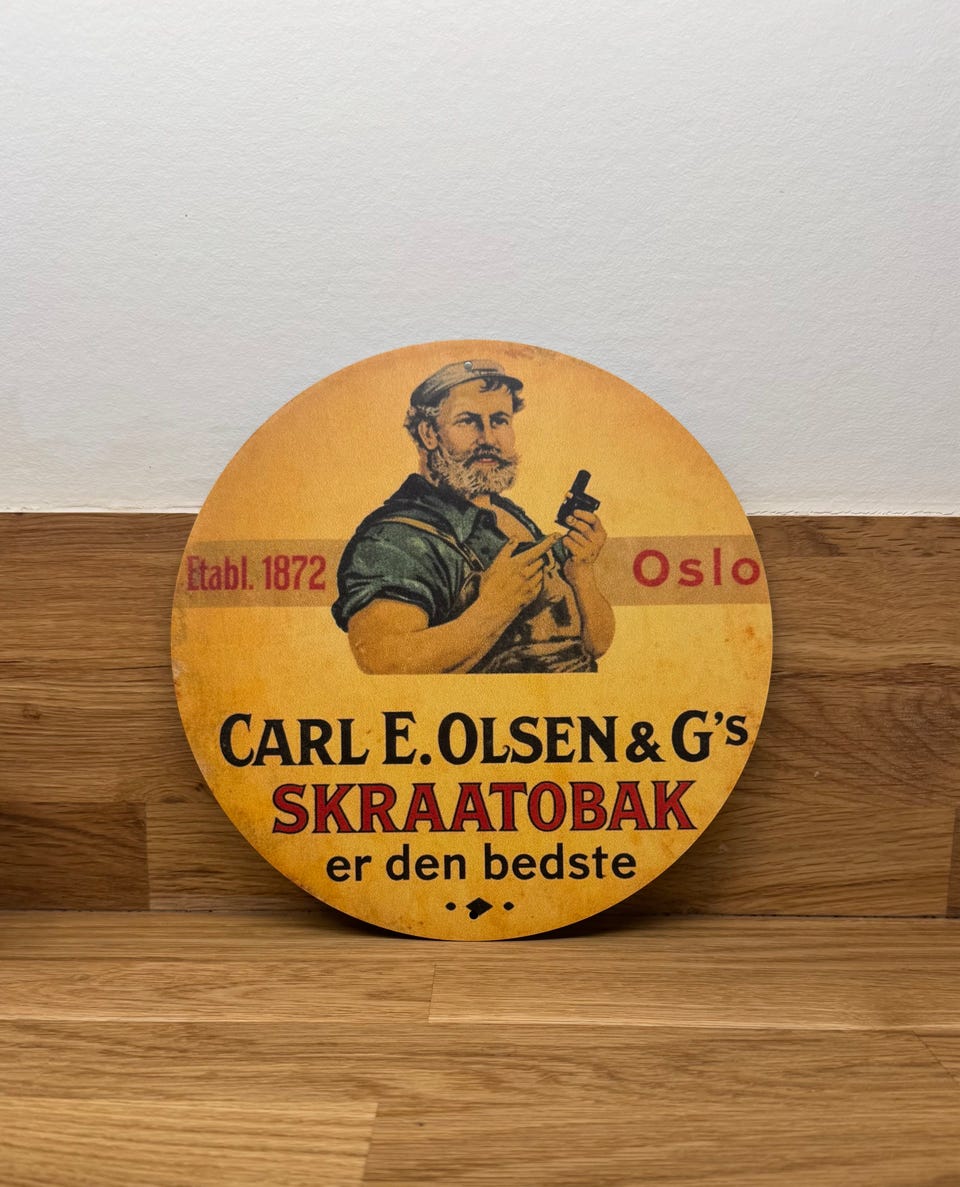 Etabl. 1872
Oslo
CARL E. OLSEN & G's
SKRAATOBAK
er den bedste